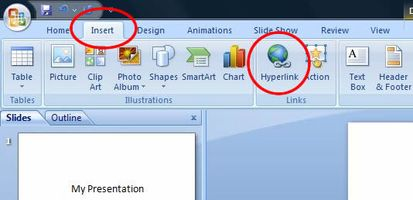 Home Insert Design Animations Slide Show Review View
Table Picture Clip Art Photo Album Shapes SmartArt Chart Hyperlink Action Text Box Header & Footer
Tables Illustrations Links
Slides Outline
1
My Presentation